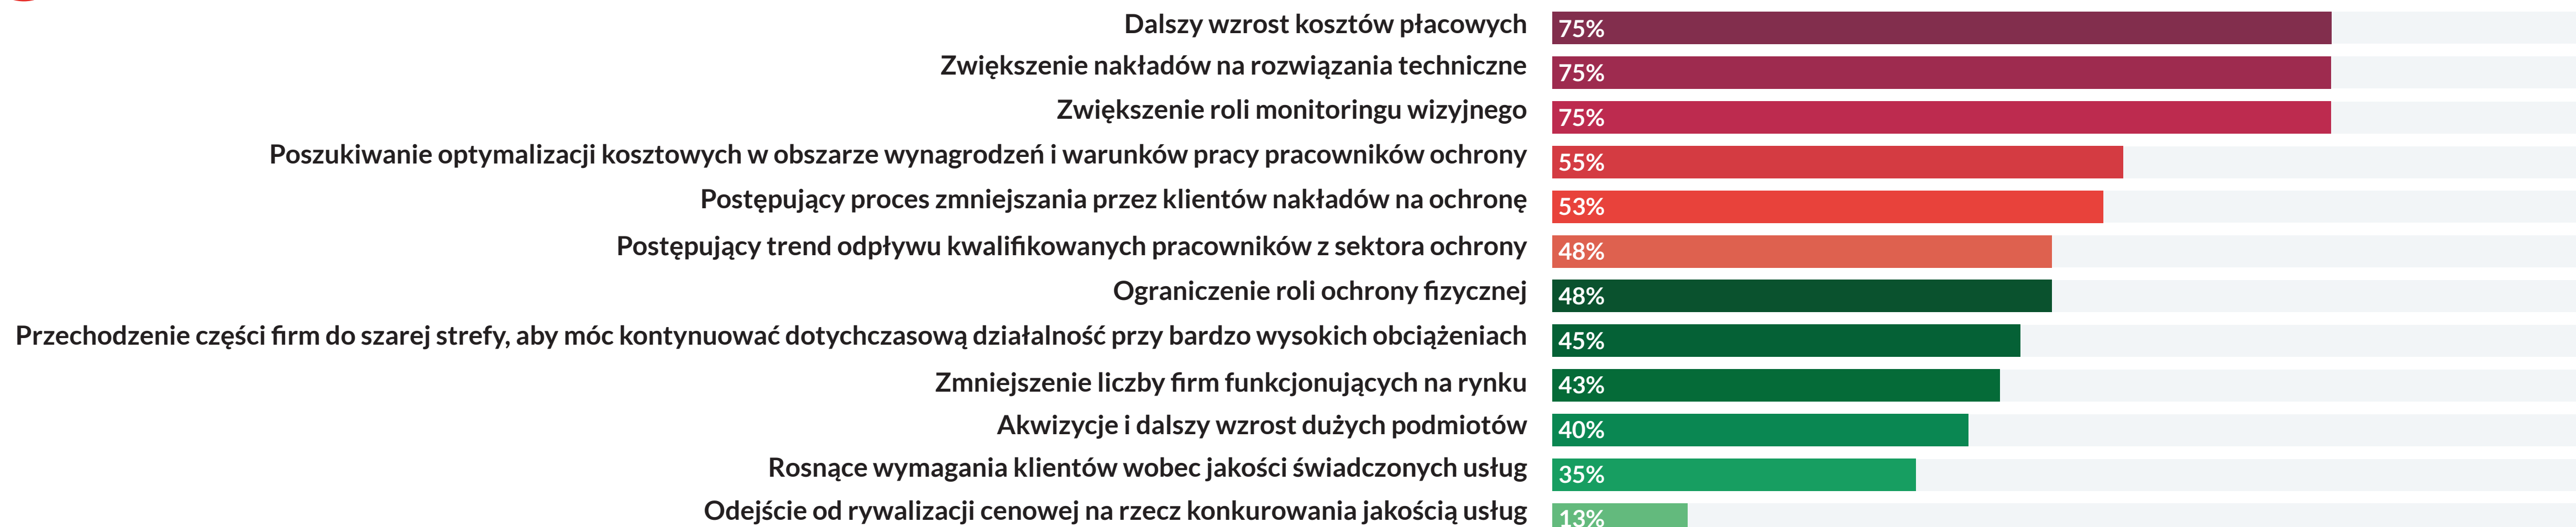 Dalszy wzrost kosztów płacowych 75%
Zwiększenie nakładów na rozwiązania techniczne 75%
Zwiększenie roli monitoringu wizyjnego 75%
Poszukiwanie optymalizacji kosztowych w obszarze wynagrodzeń i warunków pracy pracowników ochrony 55%
Postępujący proces zmniejszania przez klientów nakładów na ochronę 53%
Postępujący trend odpływu kwalifikowanych pracowników z sektora ochrony 48%
Ograniczenie roli ochrony fizycznej 48%
Przechodzenie części firm do szarej strefy, aby móc kontynuować dotychczasową działalność przy bardzo wysokich obciążeniach 45%
Zmniejszenie liczby firm funkcjonujących na rynku 43%
Akwizycje i dalszy wzrost dużych podmiotów 40%
Rosnące wymagania klientów wobec jakości świadczonych usług 35%
Odejście od rywalizacji cenowej na rzecz konkurowania jakością usług 13%